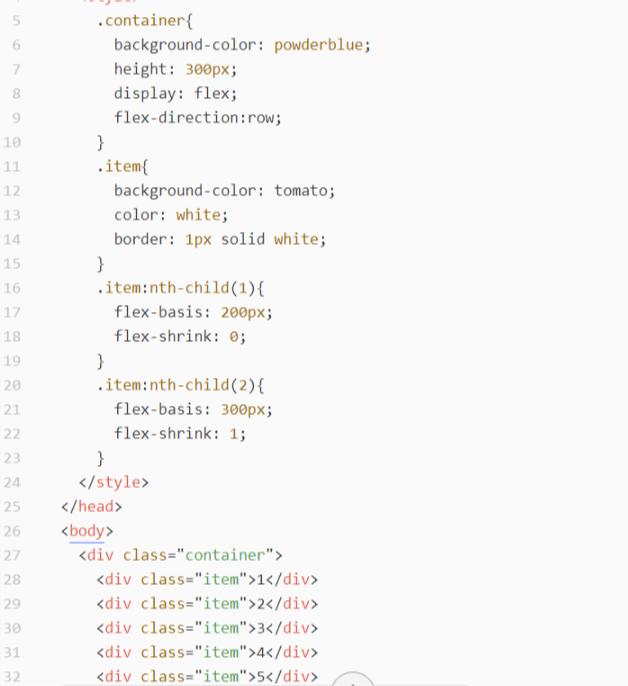 5 .container{
6 background-color: powderblue;
7 height: 300px;
8 display: flex;
9 flex-direction:row;
10 }
11 .item{
12 background-color: tomato;
13 color: white;
14 border: 1px solid white;
15 }
16 .item:nth-child(1){
17 flex-basis: 200px;
18 flex-shrink: 0;
19 }
20 .item:nth-child(2){
21 flex-basis: 300px;
22 flex-shrink: 1;
23 }
24 </style>
25 </head>
26 <body>
27 <div class="container">
28 <div class="item">1</div>
29 <div class="item">2</div>
30 <div class="item">3</div>
31 <div class="item">4</div>
32 <div class="item">5</div>